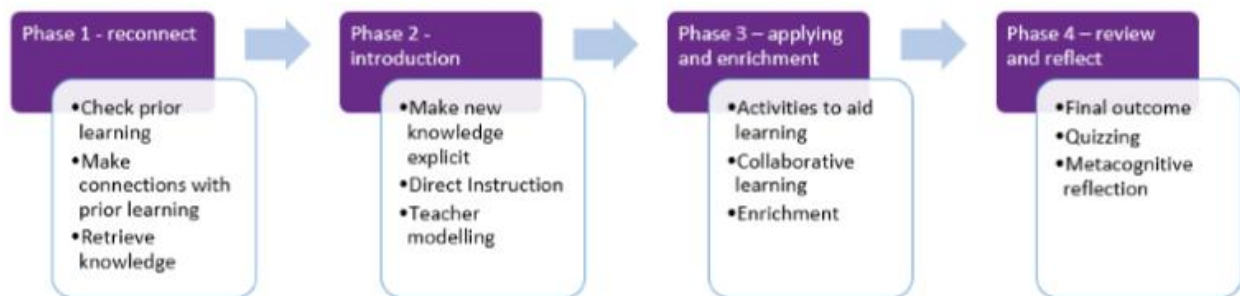 Phase 1 - reconnect
•Check prior
learning
•Make
connections with
prior learning
•Retrieve
knowledge
Phase 2 -
introduction
•Make new
knowledge
explicit
•Direct Instruction
•Teacher
modelling
Phase 3 – applying
and enrichment
•Activities to aid
learning
•Collaborative
learning
•Enrichment
Phase 4 – review
and reflect
•Final outcome
•Quizzing
•Metacognitive
reflection